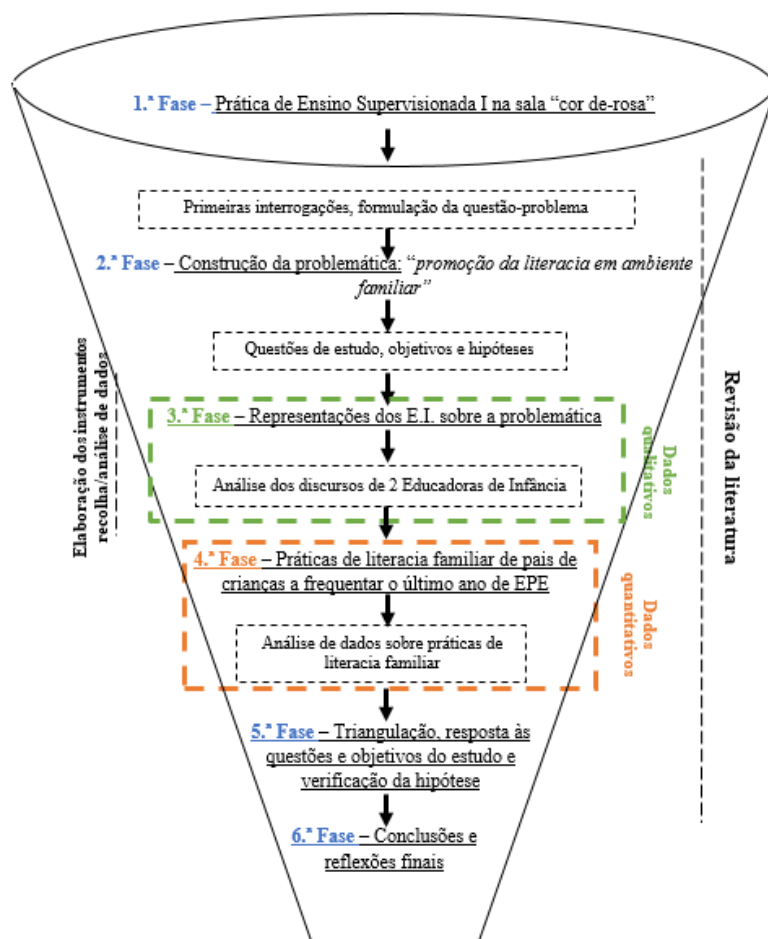 1.ª Fase – Prática de Ensino Supervisionada I na sala “cor de-rosa”
Primeiras interrogações, formulação da questão-problema
2.ª Fase – Construção da problemática: “promoção da literacia em ambiente
familiar”
Questões de estudo, objetivos e hipóteses
3.ª Fase – Representações dos E.I. sobre a problemática
Análise dos discursos de 2 Educadoras de Infância
Dados
qualitativos
4.ª Fase – Práticas de literacia familiar de pais de
crianças a frequentar o último ano de EPE
Análise de dados sobre práticas de
literacia familiar
Dados
quantitativos
5.ª Fase – Triangulação, resposta às
questões e objetivos do estudo e
verificação da hipótese
6.ª Fase – Conclusões e
reflexões finais
Elaboração dos instrumentos
recolha/análise de dados
Revisão da literatura